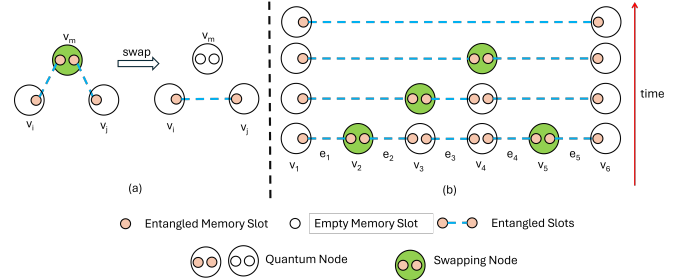 v_m
swap
v_m
v_i
v_j
v_i
v_j
(a)
time
v_1 e_1 v_2 e_2 v_3 e_3 v_4 e_4 v_5 e_5 v_6
(b)
Entangled Memory Slot
Empty Memory Slot
Entangled Slots
Quantum Node
Swapping Node